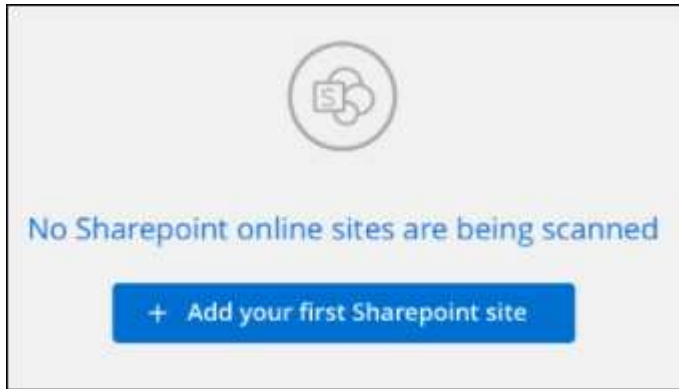 S
No Sharepoint online sites are being scanned
+ Add your first Sharepoint site